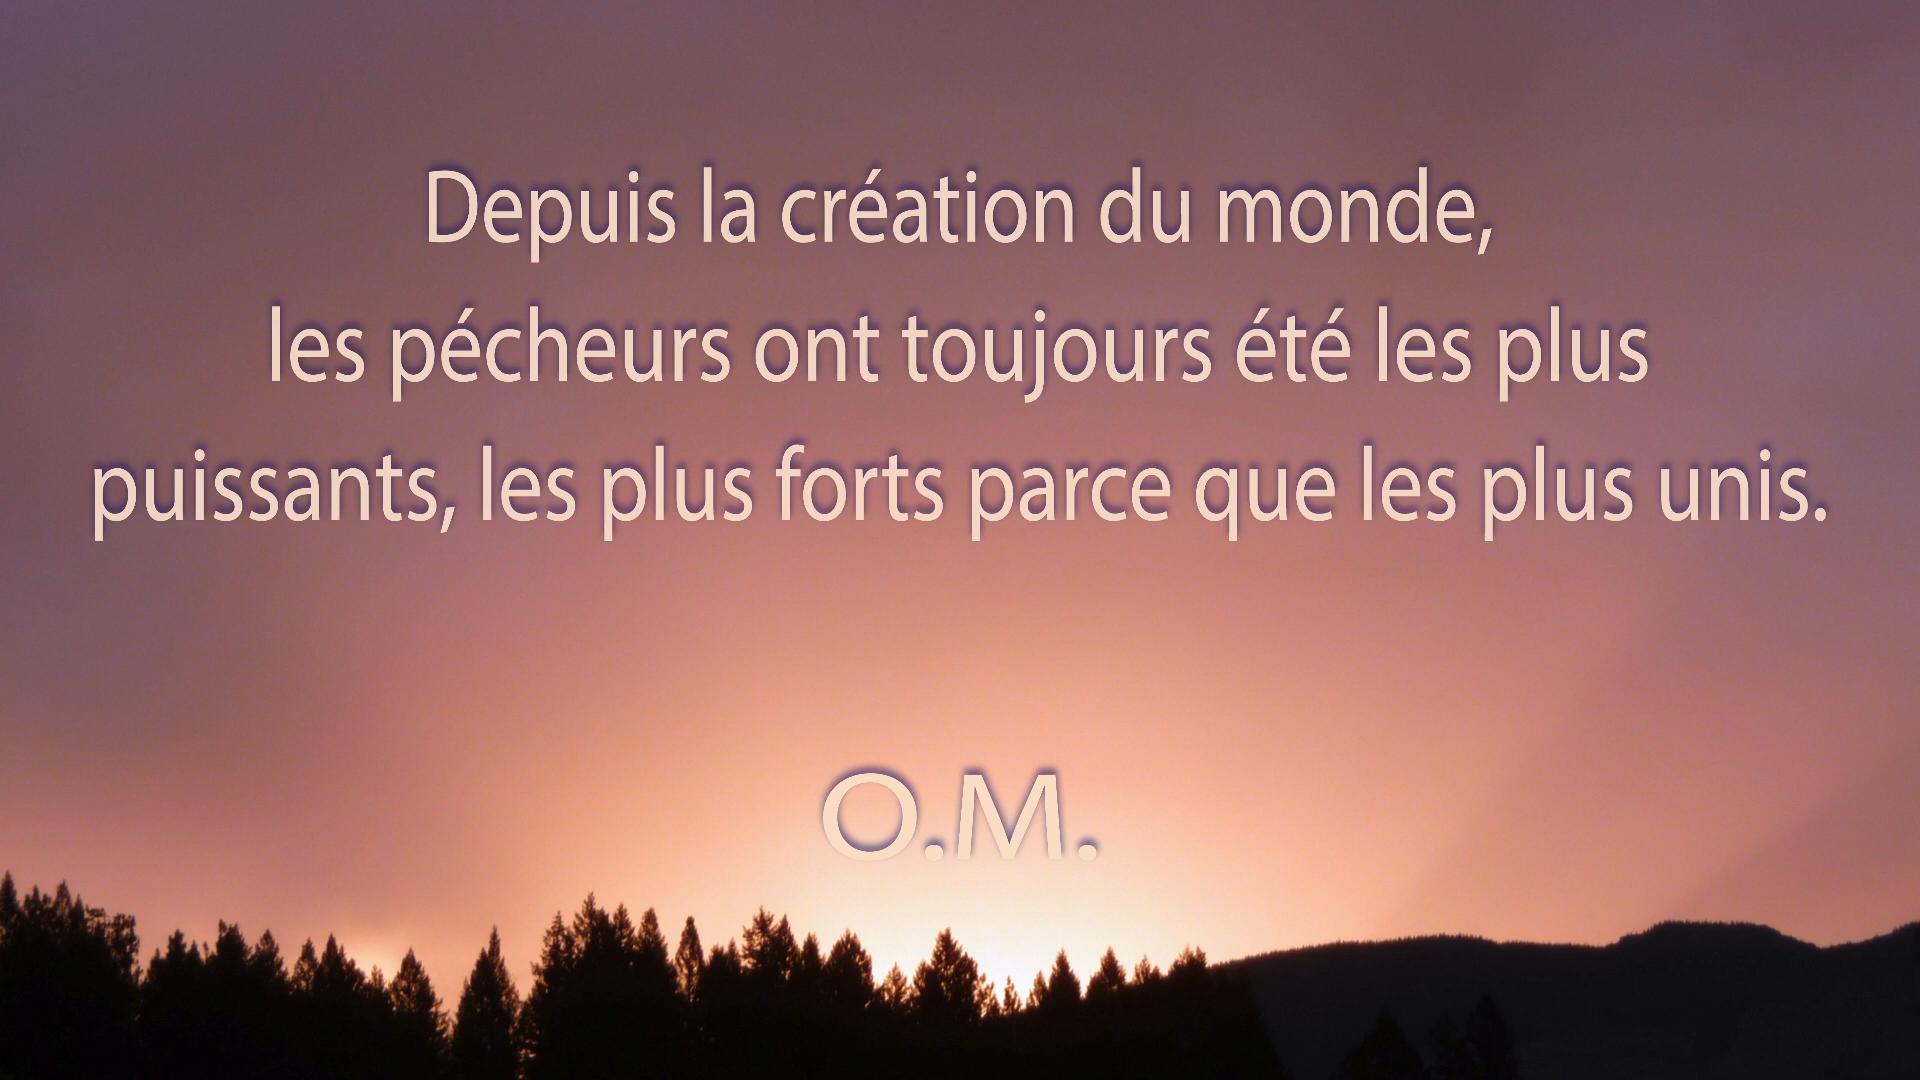 Depuis la création du monde,
les pécheurs ont toujours été les plus
puissants, les plus forts parce que les plus unis.
O.M.